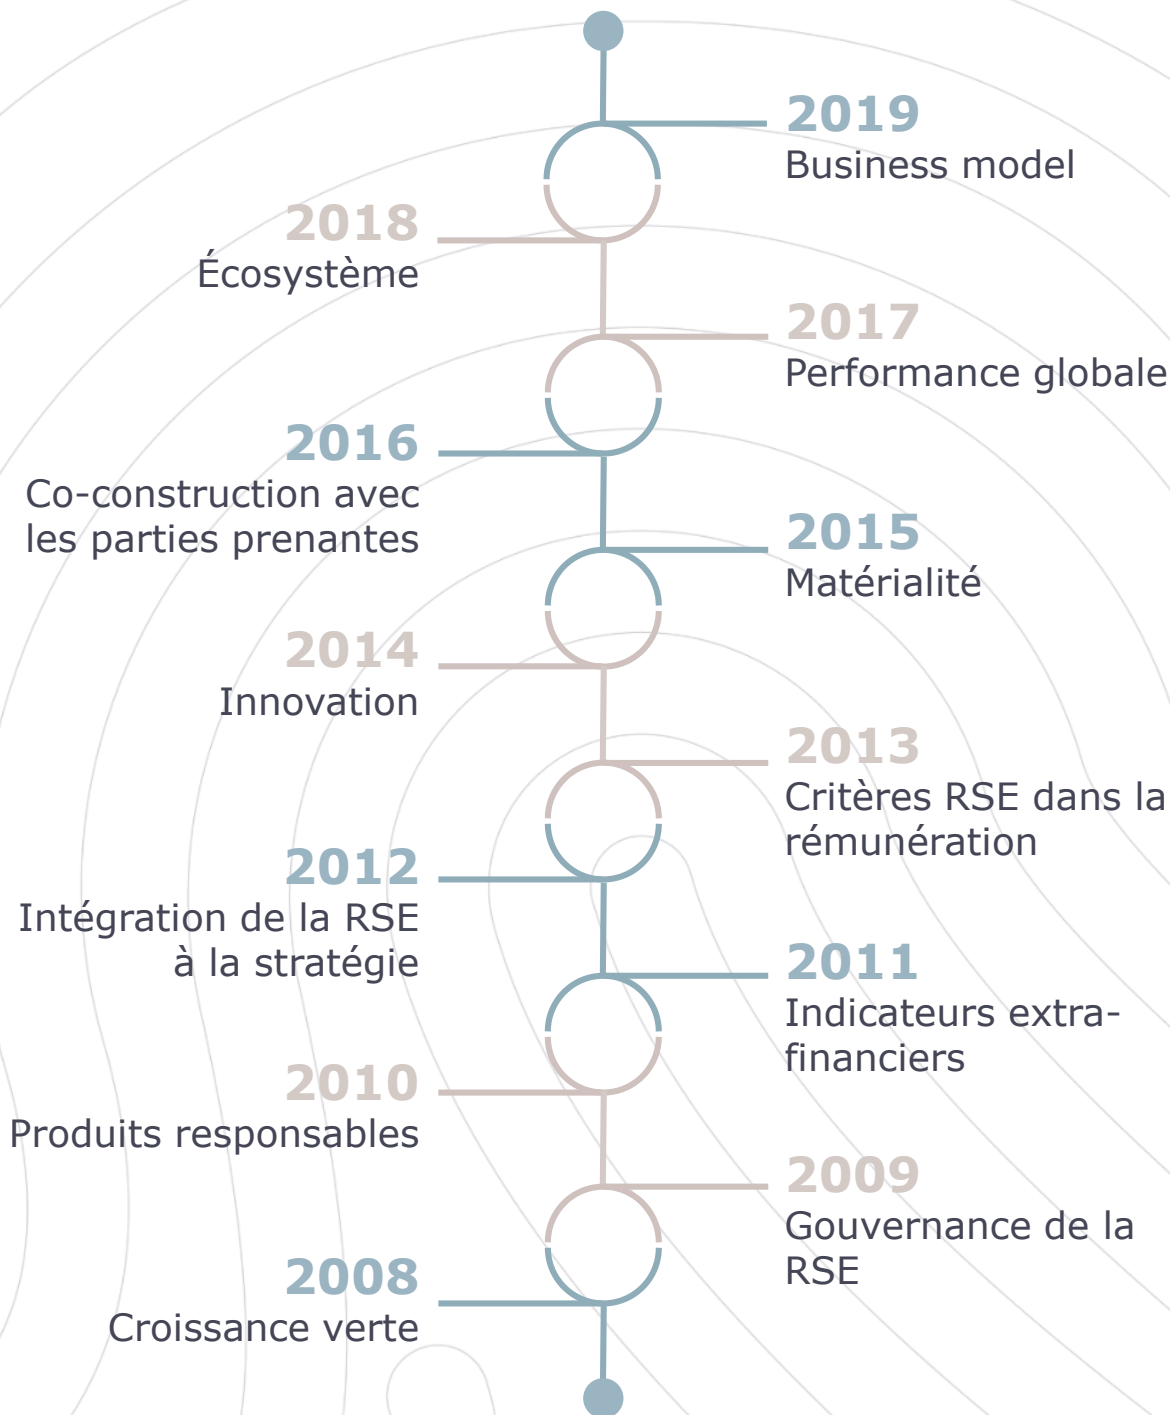 2019
Business model
2018
Écosystème
2017
Performance globale
2016
Co-construction avec
les parties prenantes
2015
Matérialité
2014
Innovation
2013
Critères RSE dans la
rémunération
2012
Intégration de la RSE
à la stratégie
2011
Indicateurs extra-
financiers
2010
Produits responsables
2009
Gouvernance de la
RSE
2008
Croissance verte